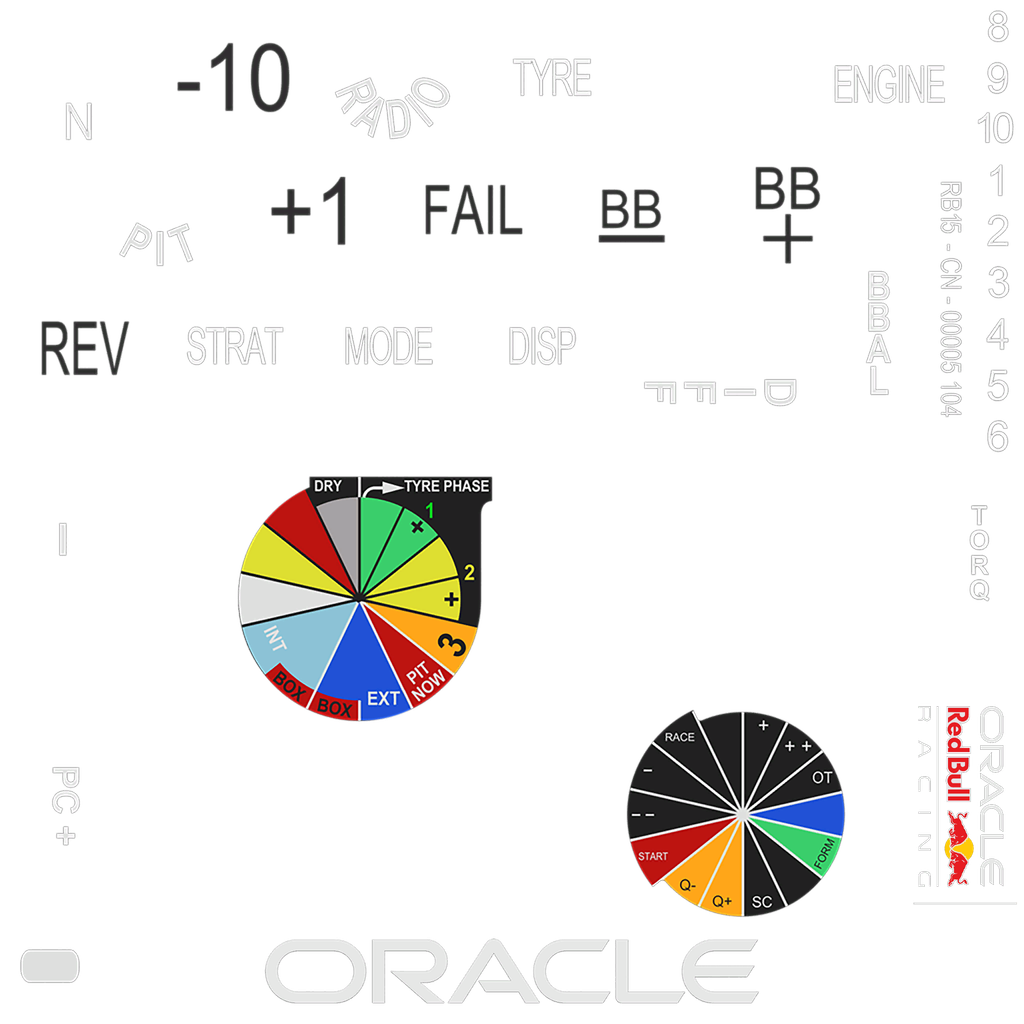 8
-10
RADIO
TYRE
ENGINE
9
N
10
+1
FAIL
BB
BB
+
1
RB15 - CN - 00005 104
2
PIT
BBAL
3
REV
STRAT
MODE
DISP
4
DIFF
5
6
DRY
TYRE PHASE
1
+
2
+
3
PIT
NOW
EXT
BOX
BOX
INT
I
TORQ
PC +
RACE
+
+ +
OT
FORM
SC
Q+
Q-
START
- -
-
ORACLE
Red Bull
RACING
ORACLE